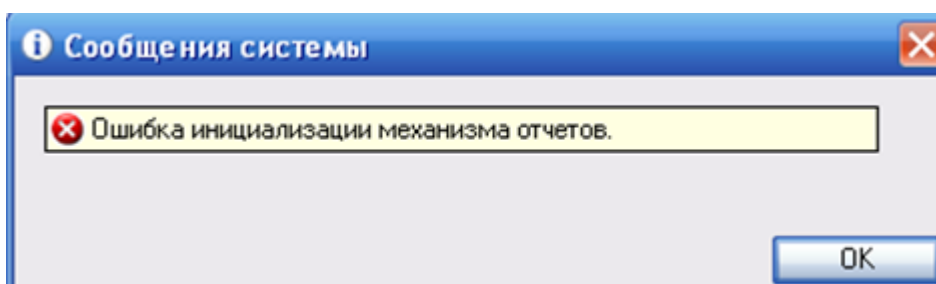 Сообщения системы
Ошибка инициализации механизма отчетов.
OK